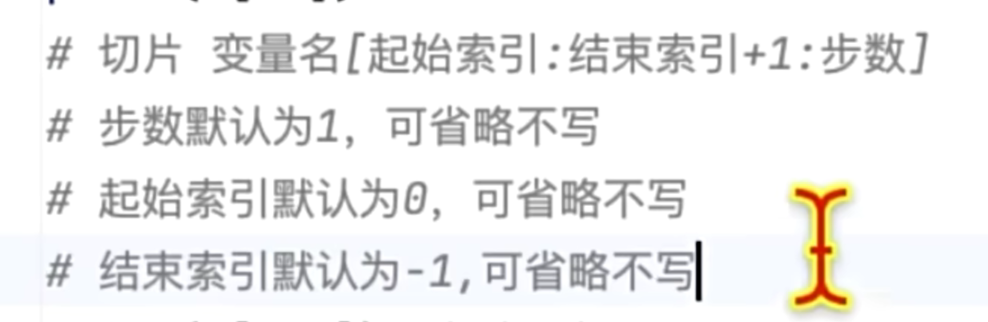 # 切片 变量名[起始索引:结束索引+1:步数]
# 步数默认为1，可省略不写
# 起始索引默认为0，可省略不写
# 结束索引默认为-1,可省略不写